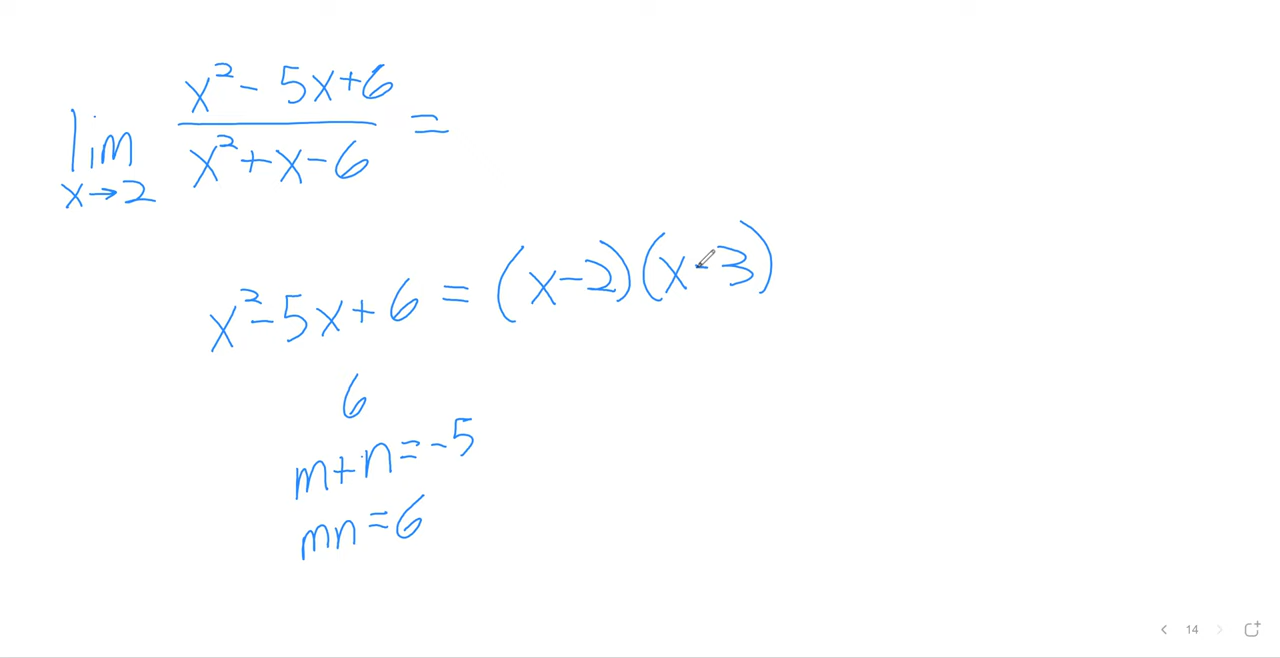 lim x→2 (x² - 5x + 6)/(x² + x - 6) =
x² - 5x + 6 = (x - 2)(x - 3)
6
m + n = -5
mn = 6
< 14 >